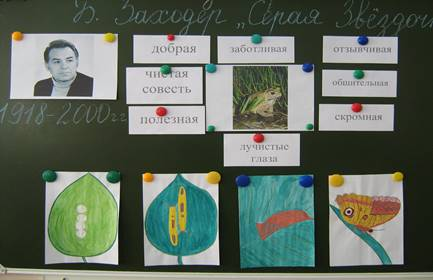 Б. Заходер „Серая Звёздочка
добрая
заботливая
отзывчивая
чистая
совесть
общительная
1918-2000гг
полезная
скромная
лучистые
глаза